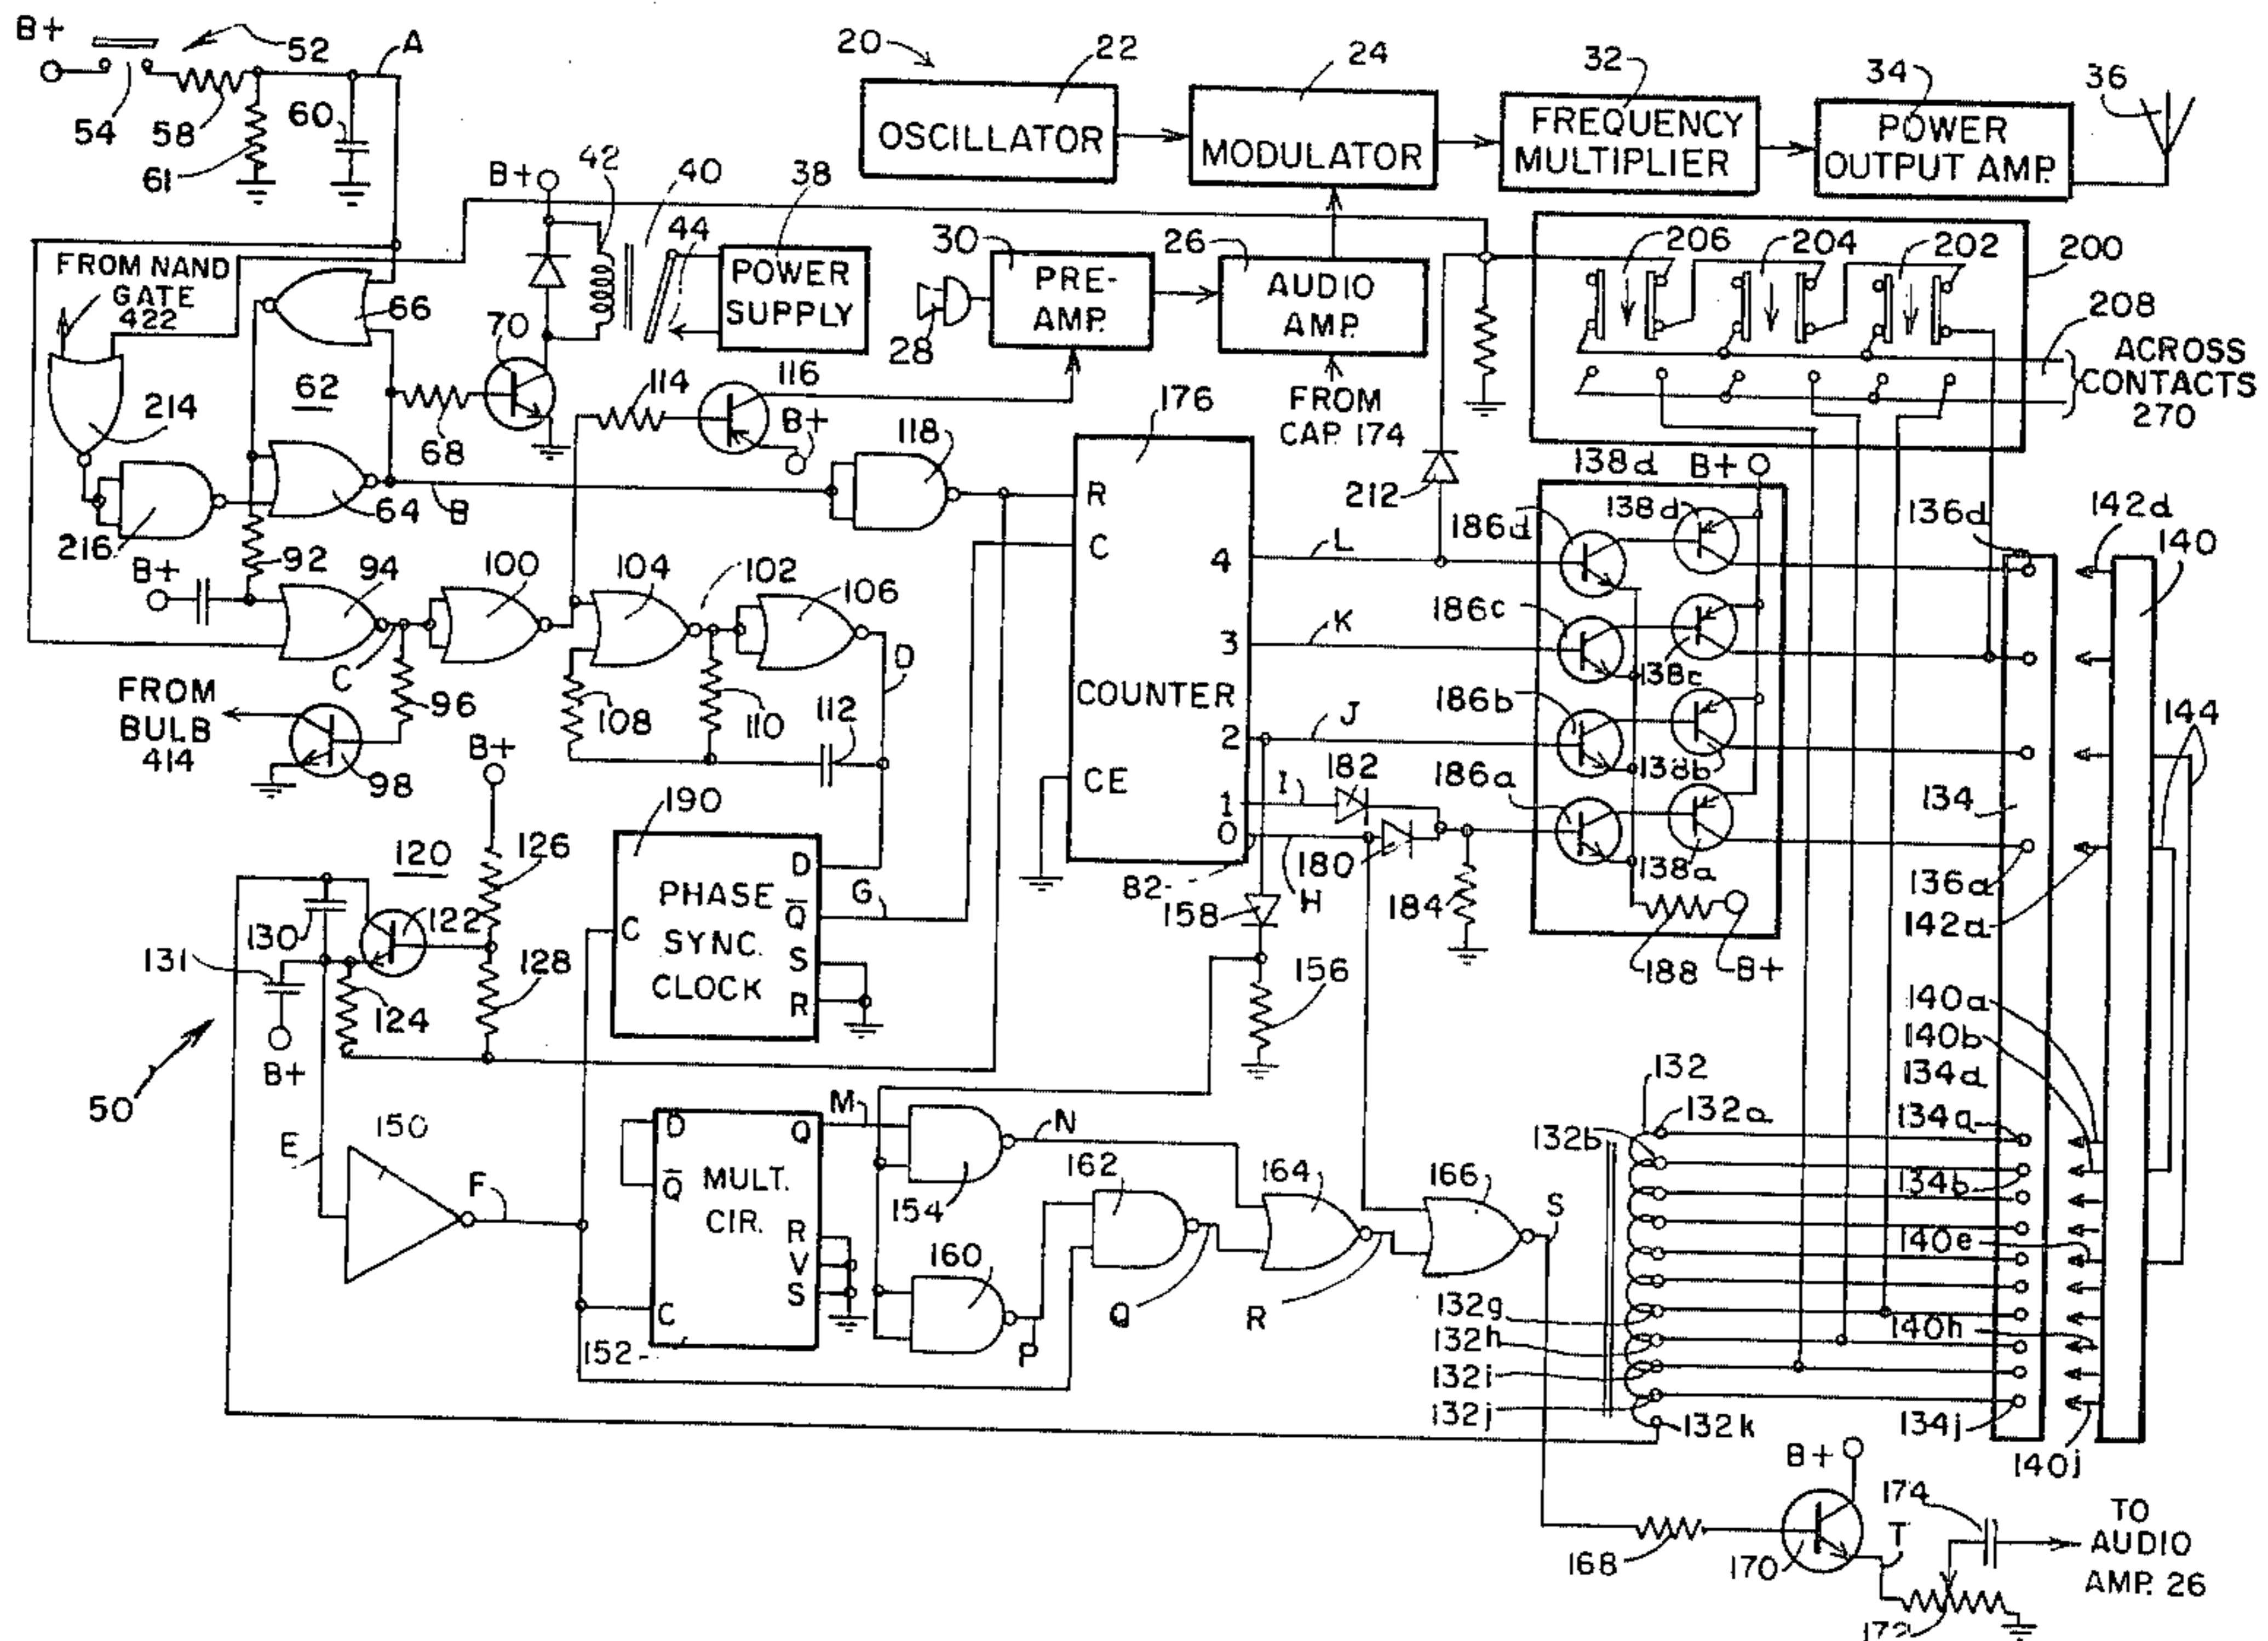 B+
52
A
20
22
24
32
34
36
54
58
60
61
OSCILLATOR
MODULATOR
FREQUENCY
MULTIPLIER
POWER
OUTPUT AMP.
B+
42
40
38
44
30
26
206
204
202
200
FROM NAND
GATE
422
66
POWER
SUPPLY
PRE-
AMP.
AUDIO
AMP.
28
208
ACROSS
CONTACTS
270
70
62
214
68
114
116
B+
118
176
FROM
CAP. 174
212
138d
B+
216
64
B
92
B+
94
100
104
102
106
R
C
4
L
186d
138d
136d
142d
140
3
K
186c
138c
C
96
108
110
112
D
COUNTER
FROM
BULB
414
98
B+
2
J
186b
138b
144
CE
1
I
182
186a
0
134
190
120
126
82
180
H
158
184
138a
136a
142a
D
PHASE
SYNC.
CLOCK
G
Q̅
C
S
R
130
122
131
128
124
B+
156
188
B+
140a
140b
134d
50
132
132a
134a
E
150
F
D
Q
M
N
Q̅
MULT.
CIR.
R
V
S
C
152
154
160
P
162
Q
164
R
166
S
132b
134b
140e
132g
132h
140h
132i
132j
132k
134j
140j
B+
168
170
T
174
172
TO
AUDIO
AMP. 26